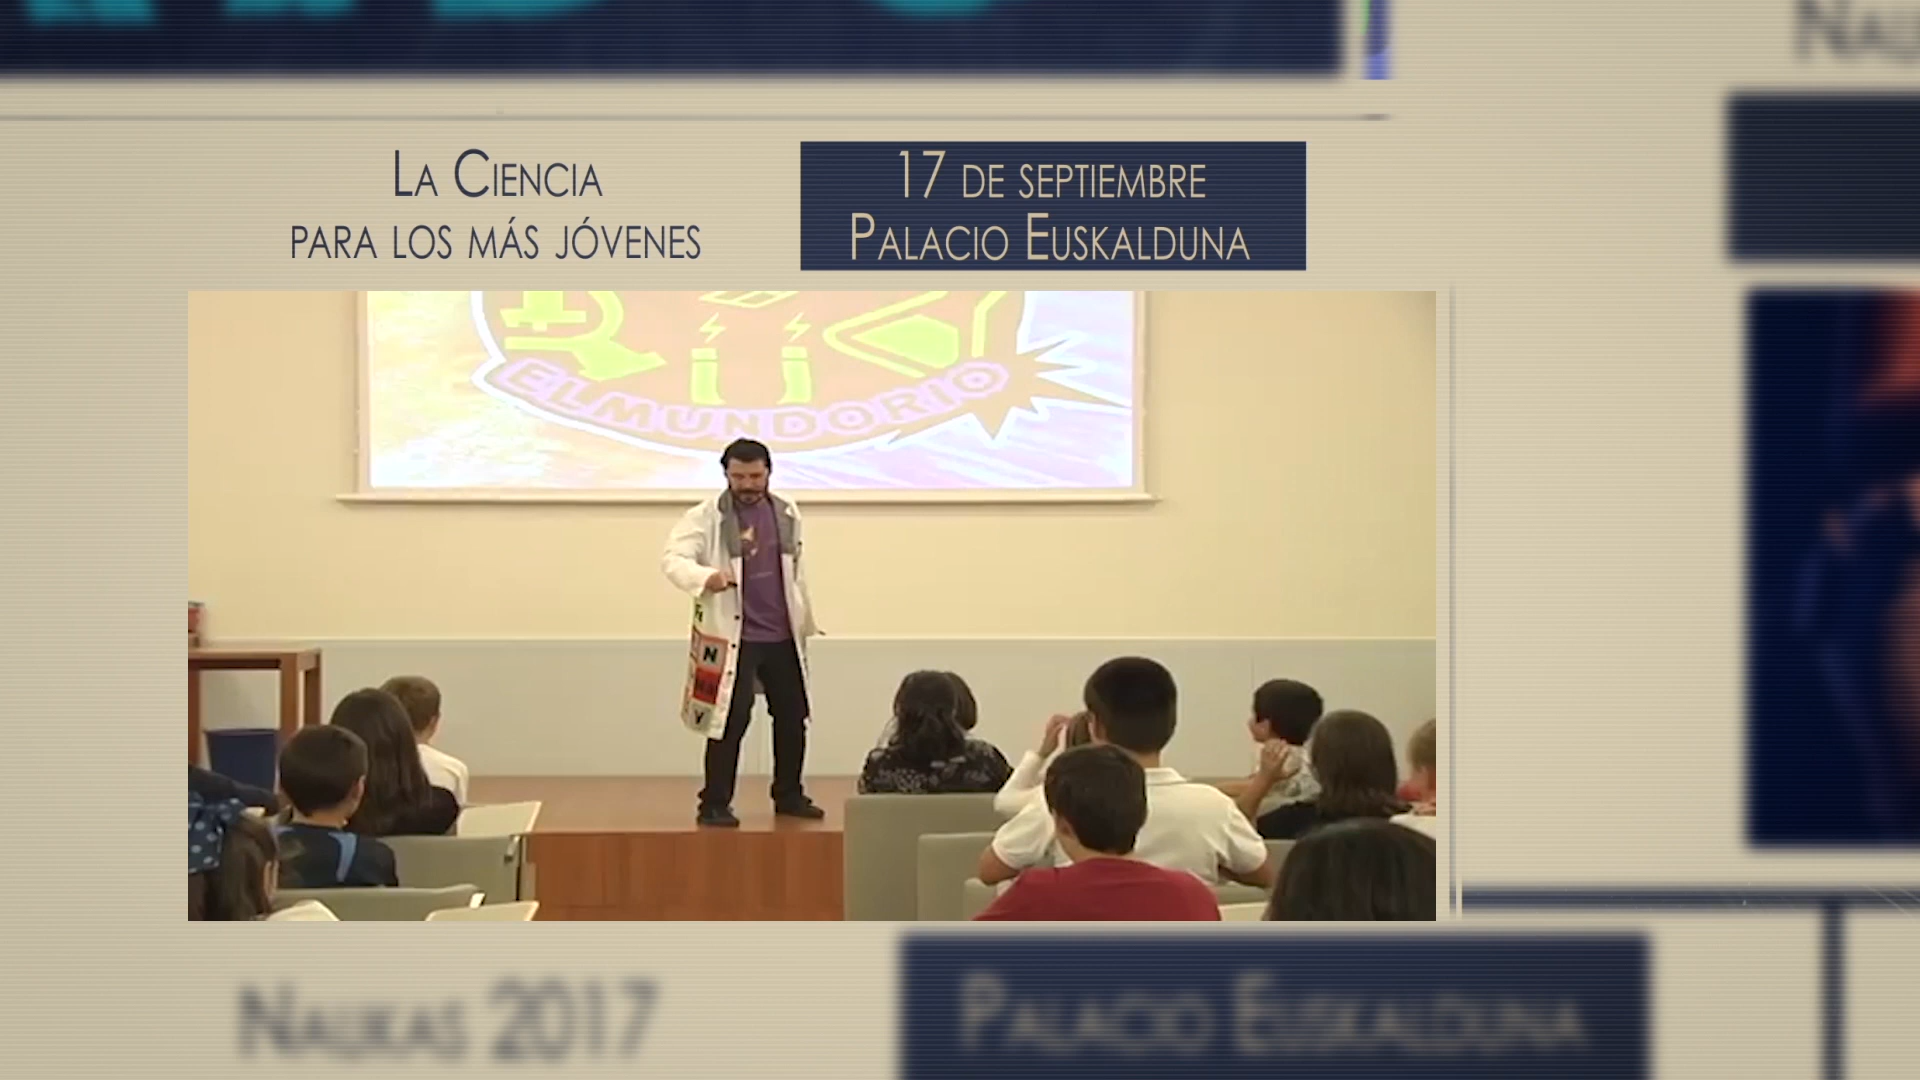 La Ciencia
para los más jóvenes
17 de septiembre
Palacio Euskalduna
ELMUNDORIO
N
Y
Naukas 2017
Palacio Euskalduna